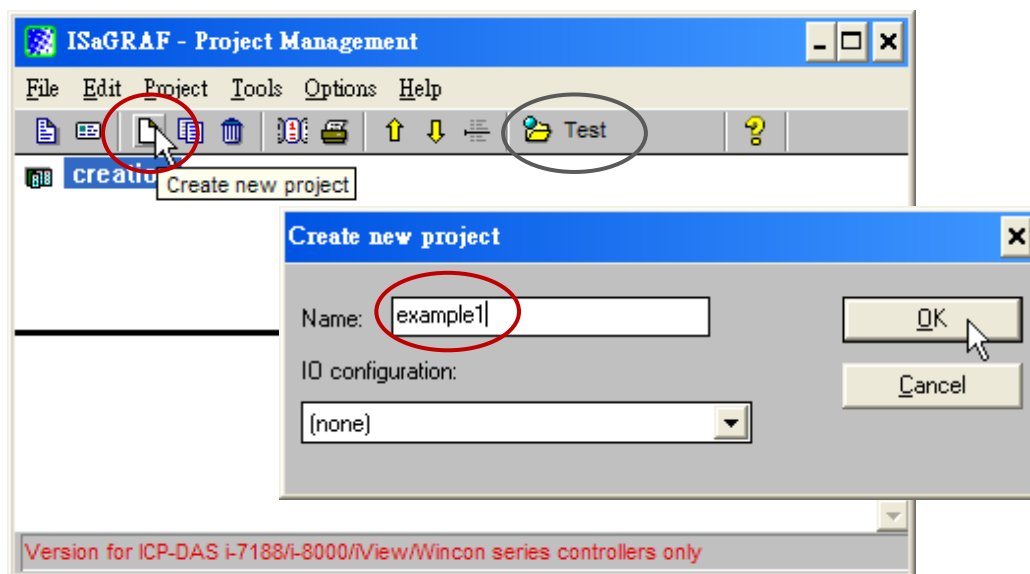 ISaGRAF - Project Management
File Edit Project Tools Options Help
Test
creatio
Create new project
Create new project
Name: example1
OK
IO configuration:
Cancel
(none)
Version for ICP-DAS i-7188/i-8000/iView/Wincon series controllers only